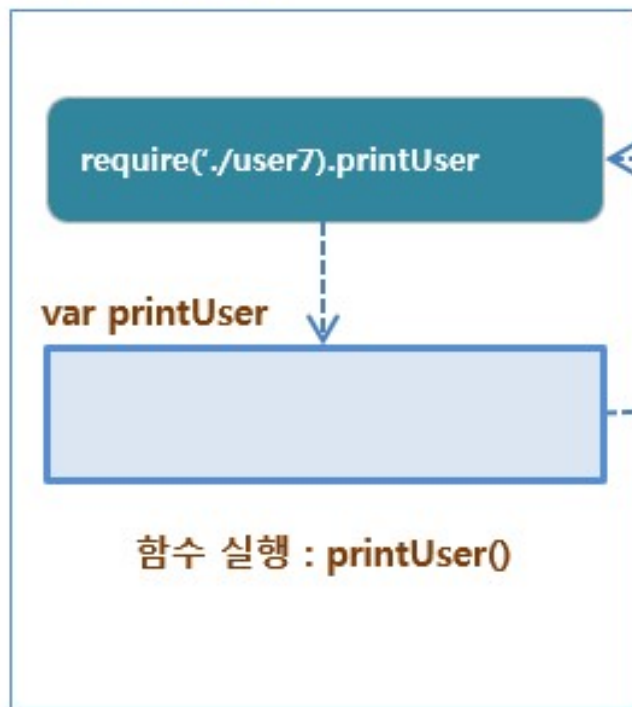 require(‘./user7).printUser
var printUser
함수 실행 : printUser()